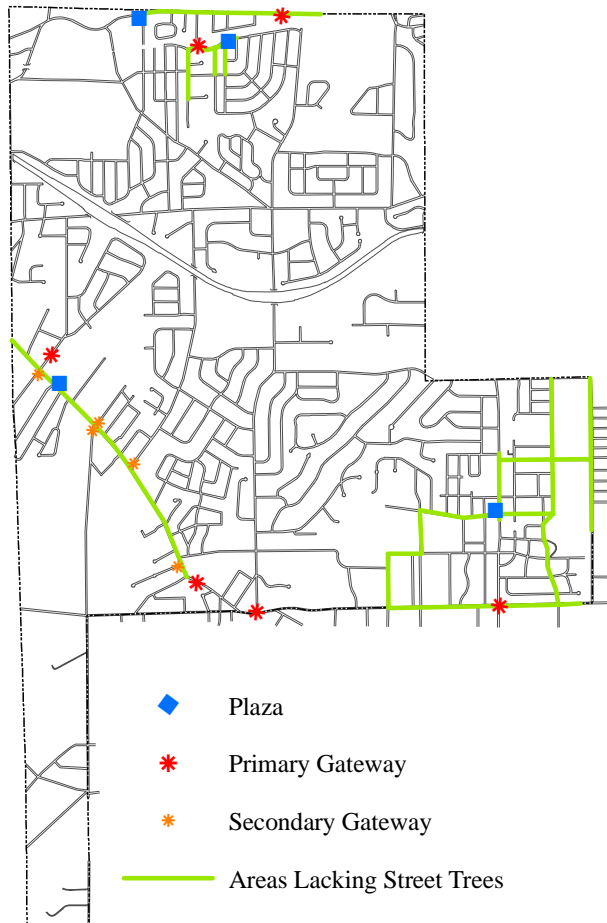 Plaza
Primary Gateway
Secondary Gateway
Areas Lacking Street Trees